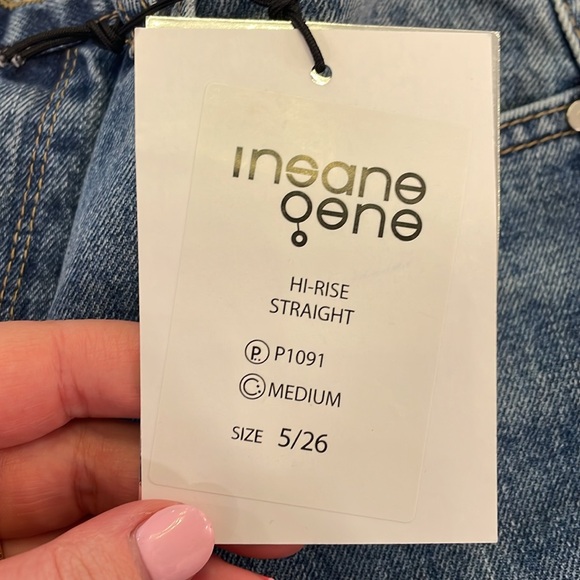 insane
gene
HI-RISE
STRAIGHT
P. P1091
C: MEDIUM
SIZE 5/26